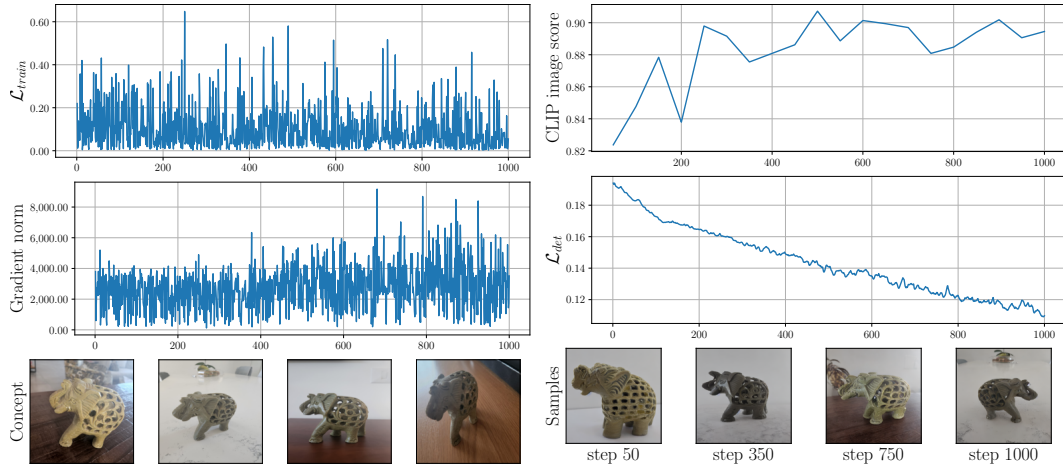 0.60
0.40
0.20
0.00
ℒtrain
0 200 400 600 800 1000
0.90
0.88
0.86
0.84
0.82
CLIP image score
200 400 600 800 1000
8,000.00
6,000.00
4,000.00
2,000.00
0.00
Gradient norm
0 200 400 600 800 1000
0.18
0.16
0.14
0.12
ℒdet
0 200 400 600 800 1000
Concept
Samples
step 50 step 350 step 750 step 1000